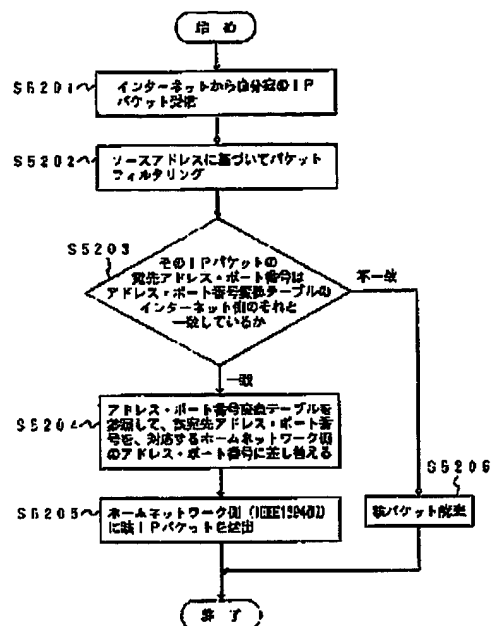 始め
S5201
インターネットから自分宛のIP
パケット受信
S5202
ソースアドレスに基づいてパケット
フィルタリング
S5203
そのIPパケットの
宛先アドレス・ポート番号は
アドレス・ポート番号変換テーブルの
インターネット側のそれと
一致しているか
不一致
一致
S5204
アドレス・ポート番号変換テーブルを
参照して、該宛先アドレス・ポート番
号を、対応するホームネットワーク側
のアドレス・ポート番号に差し替える
S5206
S5205
ホームネットワーク側(IEEE1394側)
に該IPパケットを送出
該パケット廃棄
終了